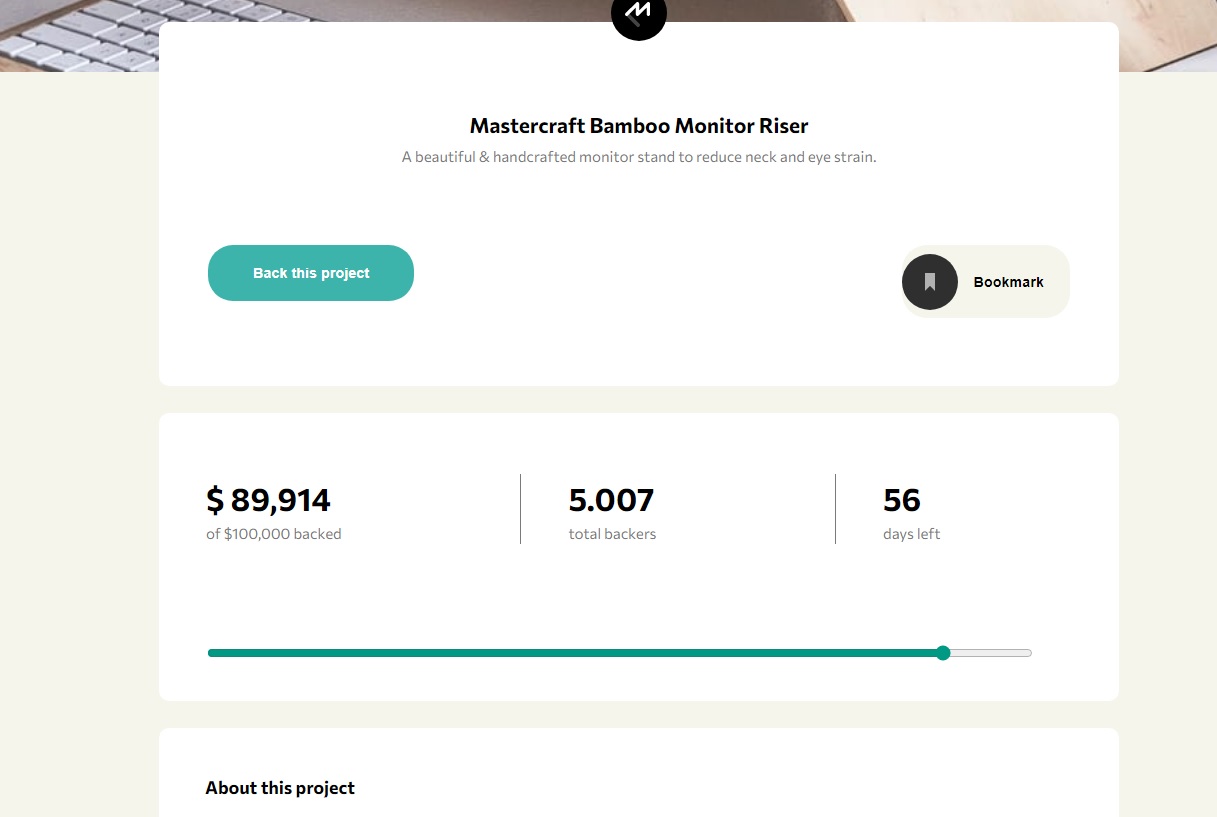 Mastercraft Bamboo Monitor Riser
A beautiful & handcrafted monitor stand to reduce neck and eye strain.
Back this project
Bookmark
$ 89,914
of $100,000 backed
5.007
total backers
56
days left
About this project